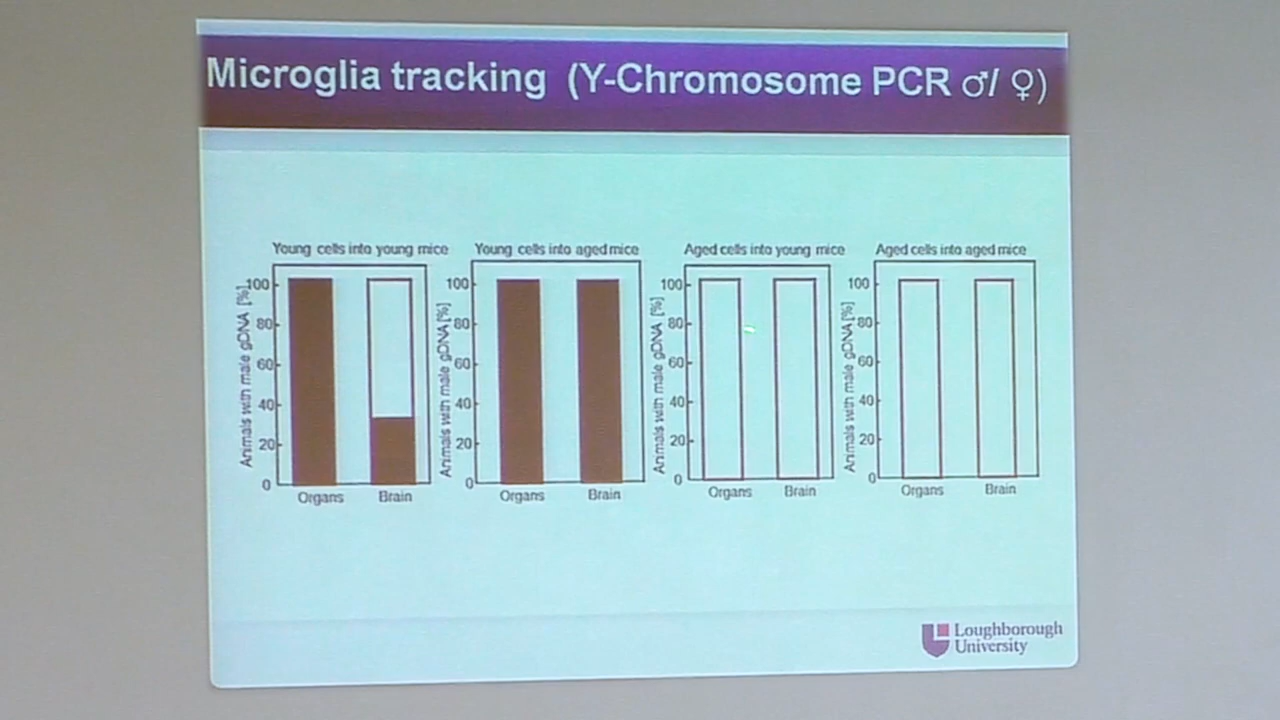 Microglia tracking (Y-Chromosome PCR ♂/ ♀)
Young cells into young mice
Animals with male gDNA [%]
100
80
60
40
20
0
Organs
Brain
Young cells into aged mice
Animals with male gDNA [%]
100
80
60
40
20
0
Organs
Brain
Aged cells into young mice
Animals with male gDNA [%]
100
80
60
40
20
0
Organs
Brain
Aged cells into aged mice
Animals with male gDNA [%]
100
80
60
40
20
0
Organs
Brain
Loughborough
University